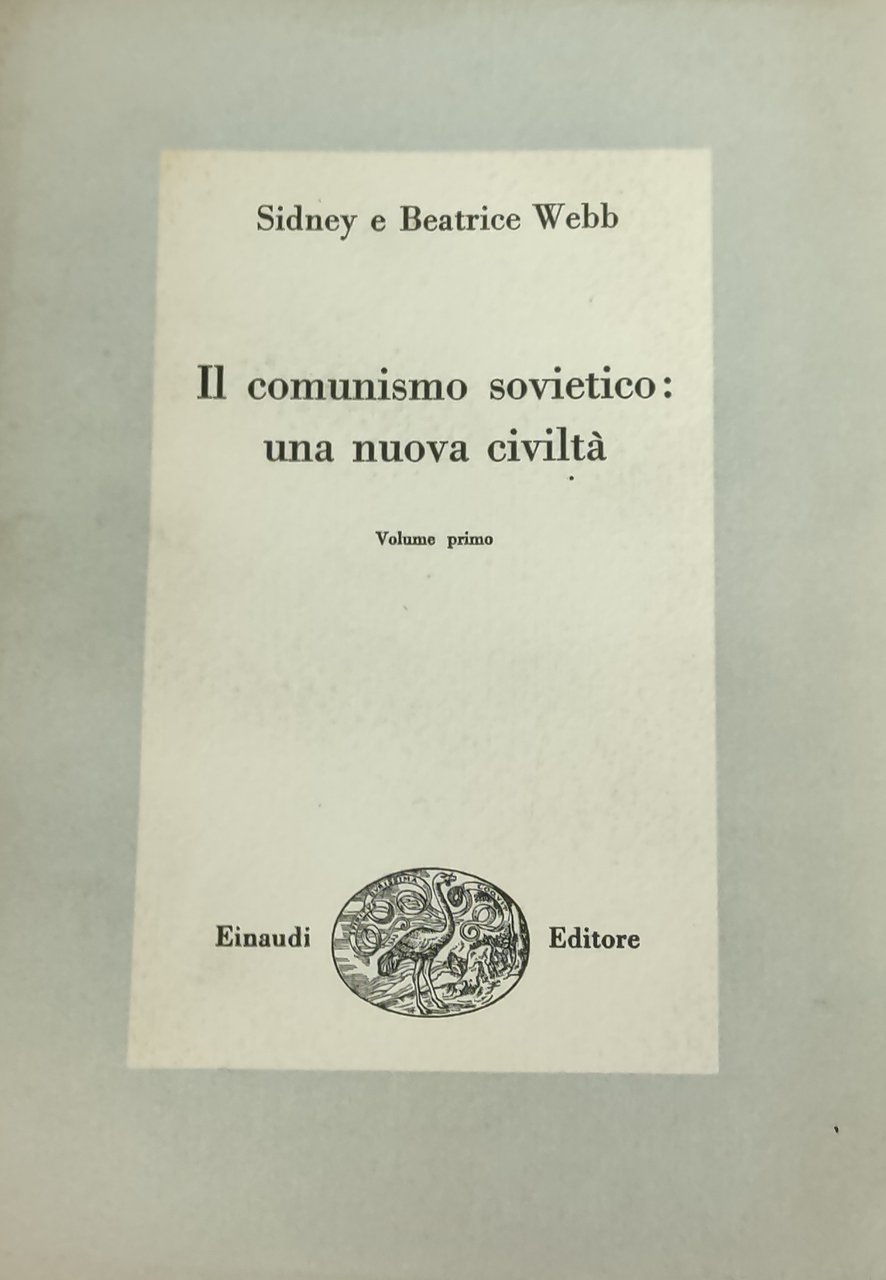 Sidney e Beatrice Webb
Il comunismo sovietico:
una nuova civiltà
Volume primo
Einaudi Editore